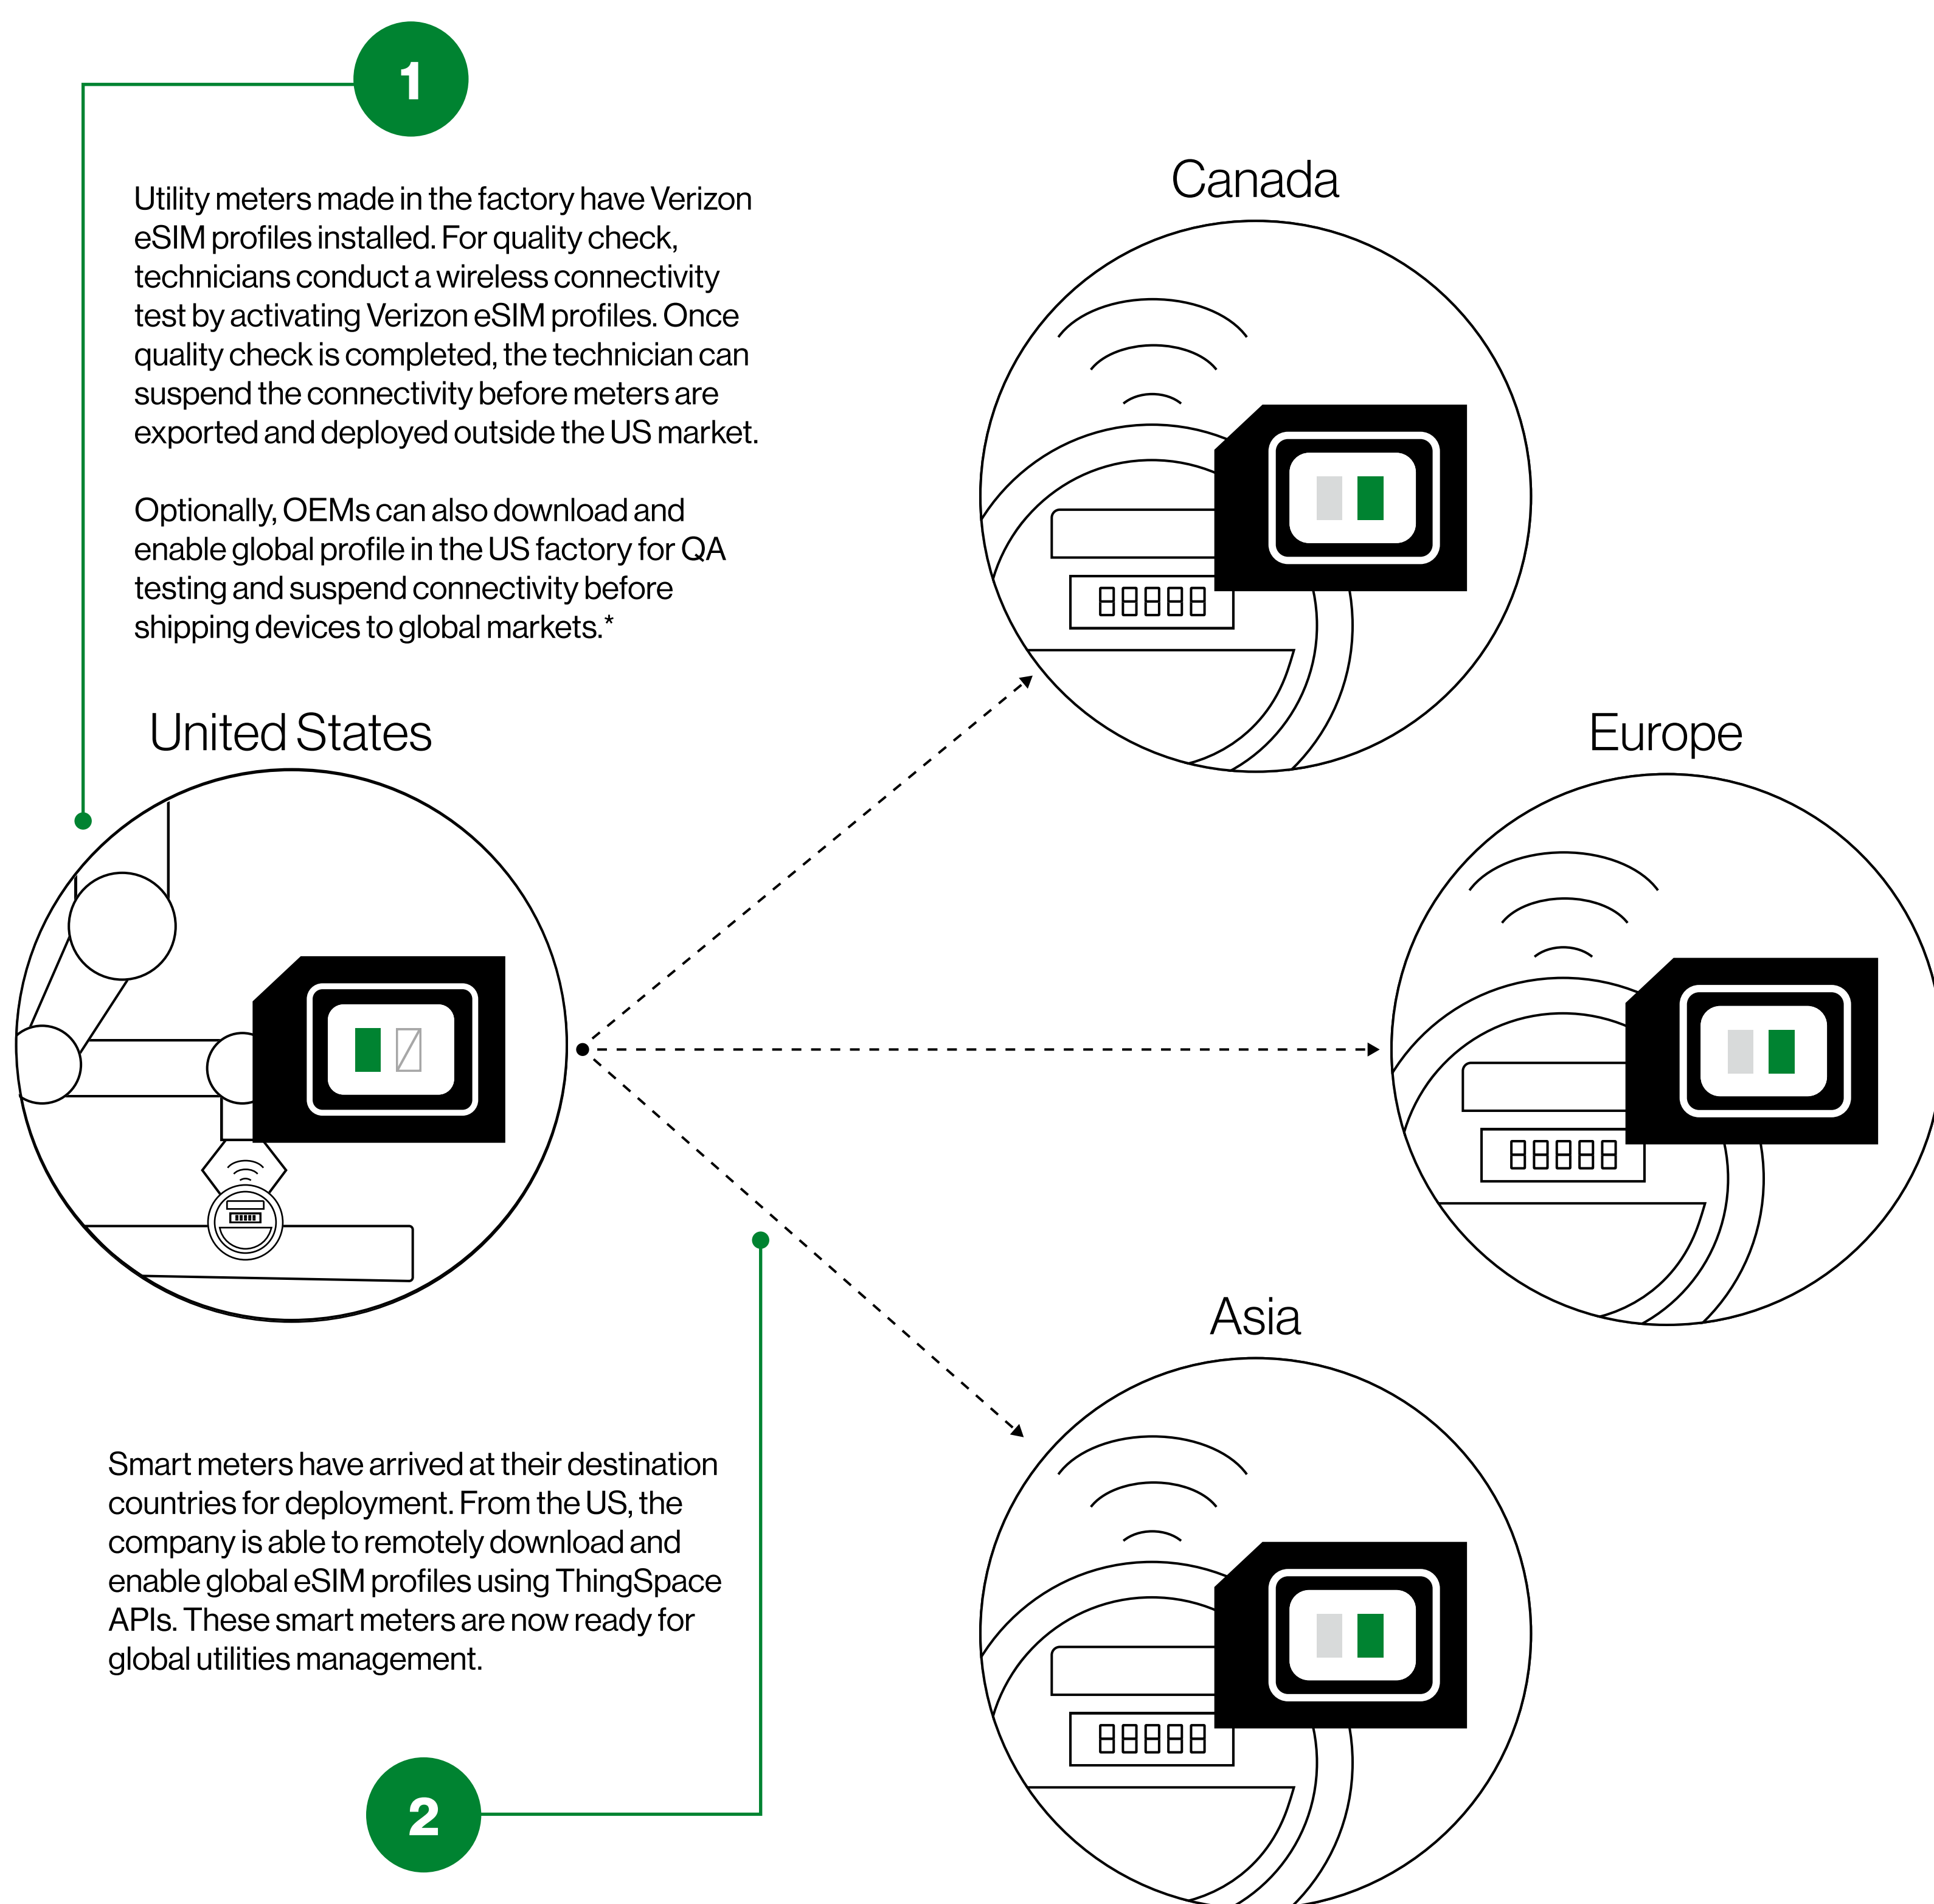 1
Utility meters made in the factory have Verizon
eSIM profiles installed. For quality check,
technicians conduct a wireless connectivity
test by activating Verizon eSIM profiles. Once
quality check is completed, the technician can
suspend the connectivity before meters are
exported and deployed outside the US market.
Optionally, OEMs can also download and
enable global profile in the US factory for QA
testing and suspend connectivity before
shipping devices to global markets.*
United States
Canada
Europe
Asia
Smart meters have arrived at their destination
countries for deployment. From the US, the
company is able to remotely download and
enable global eSIM profiles using ThingSpace
APIs. These smart meters are now ready for
global utilities management.
2